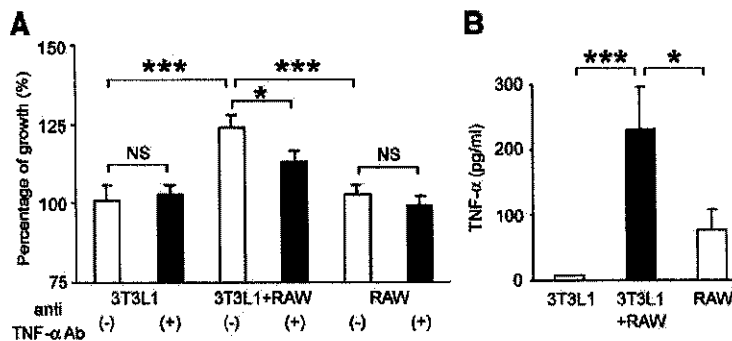 A
Percentage of growth (%)
150
125
100
75
***
***
*
NS
NS
3T3L1
3T3L1+RAW
RAW
anti
TNF-α Ab
(-)
(+)
(-)
(+)
(-)
(+)
B
TNF-α (pg/ml)
300
200
100
0
***
*
3T3L1
3T3L1
+RAW
RAW